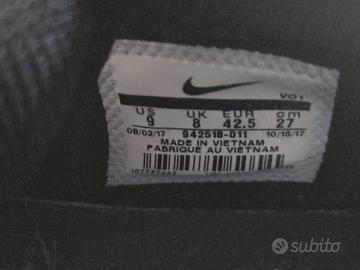 VO1
US UK EUR cm
9 8 42.5 27
08/02/17 942518-011 10/16/17
MADE IN VIETNAM
FABRIQUE AU VIETNAM
subito